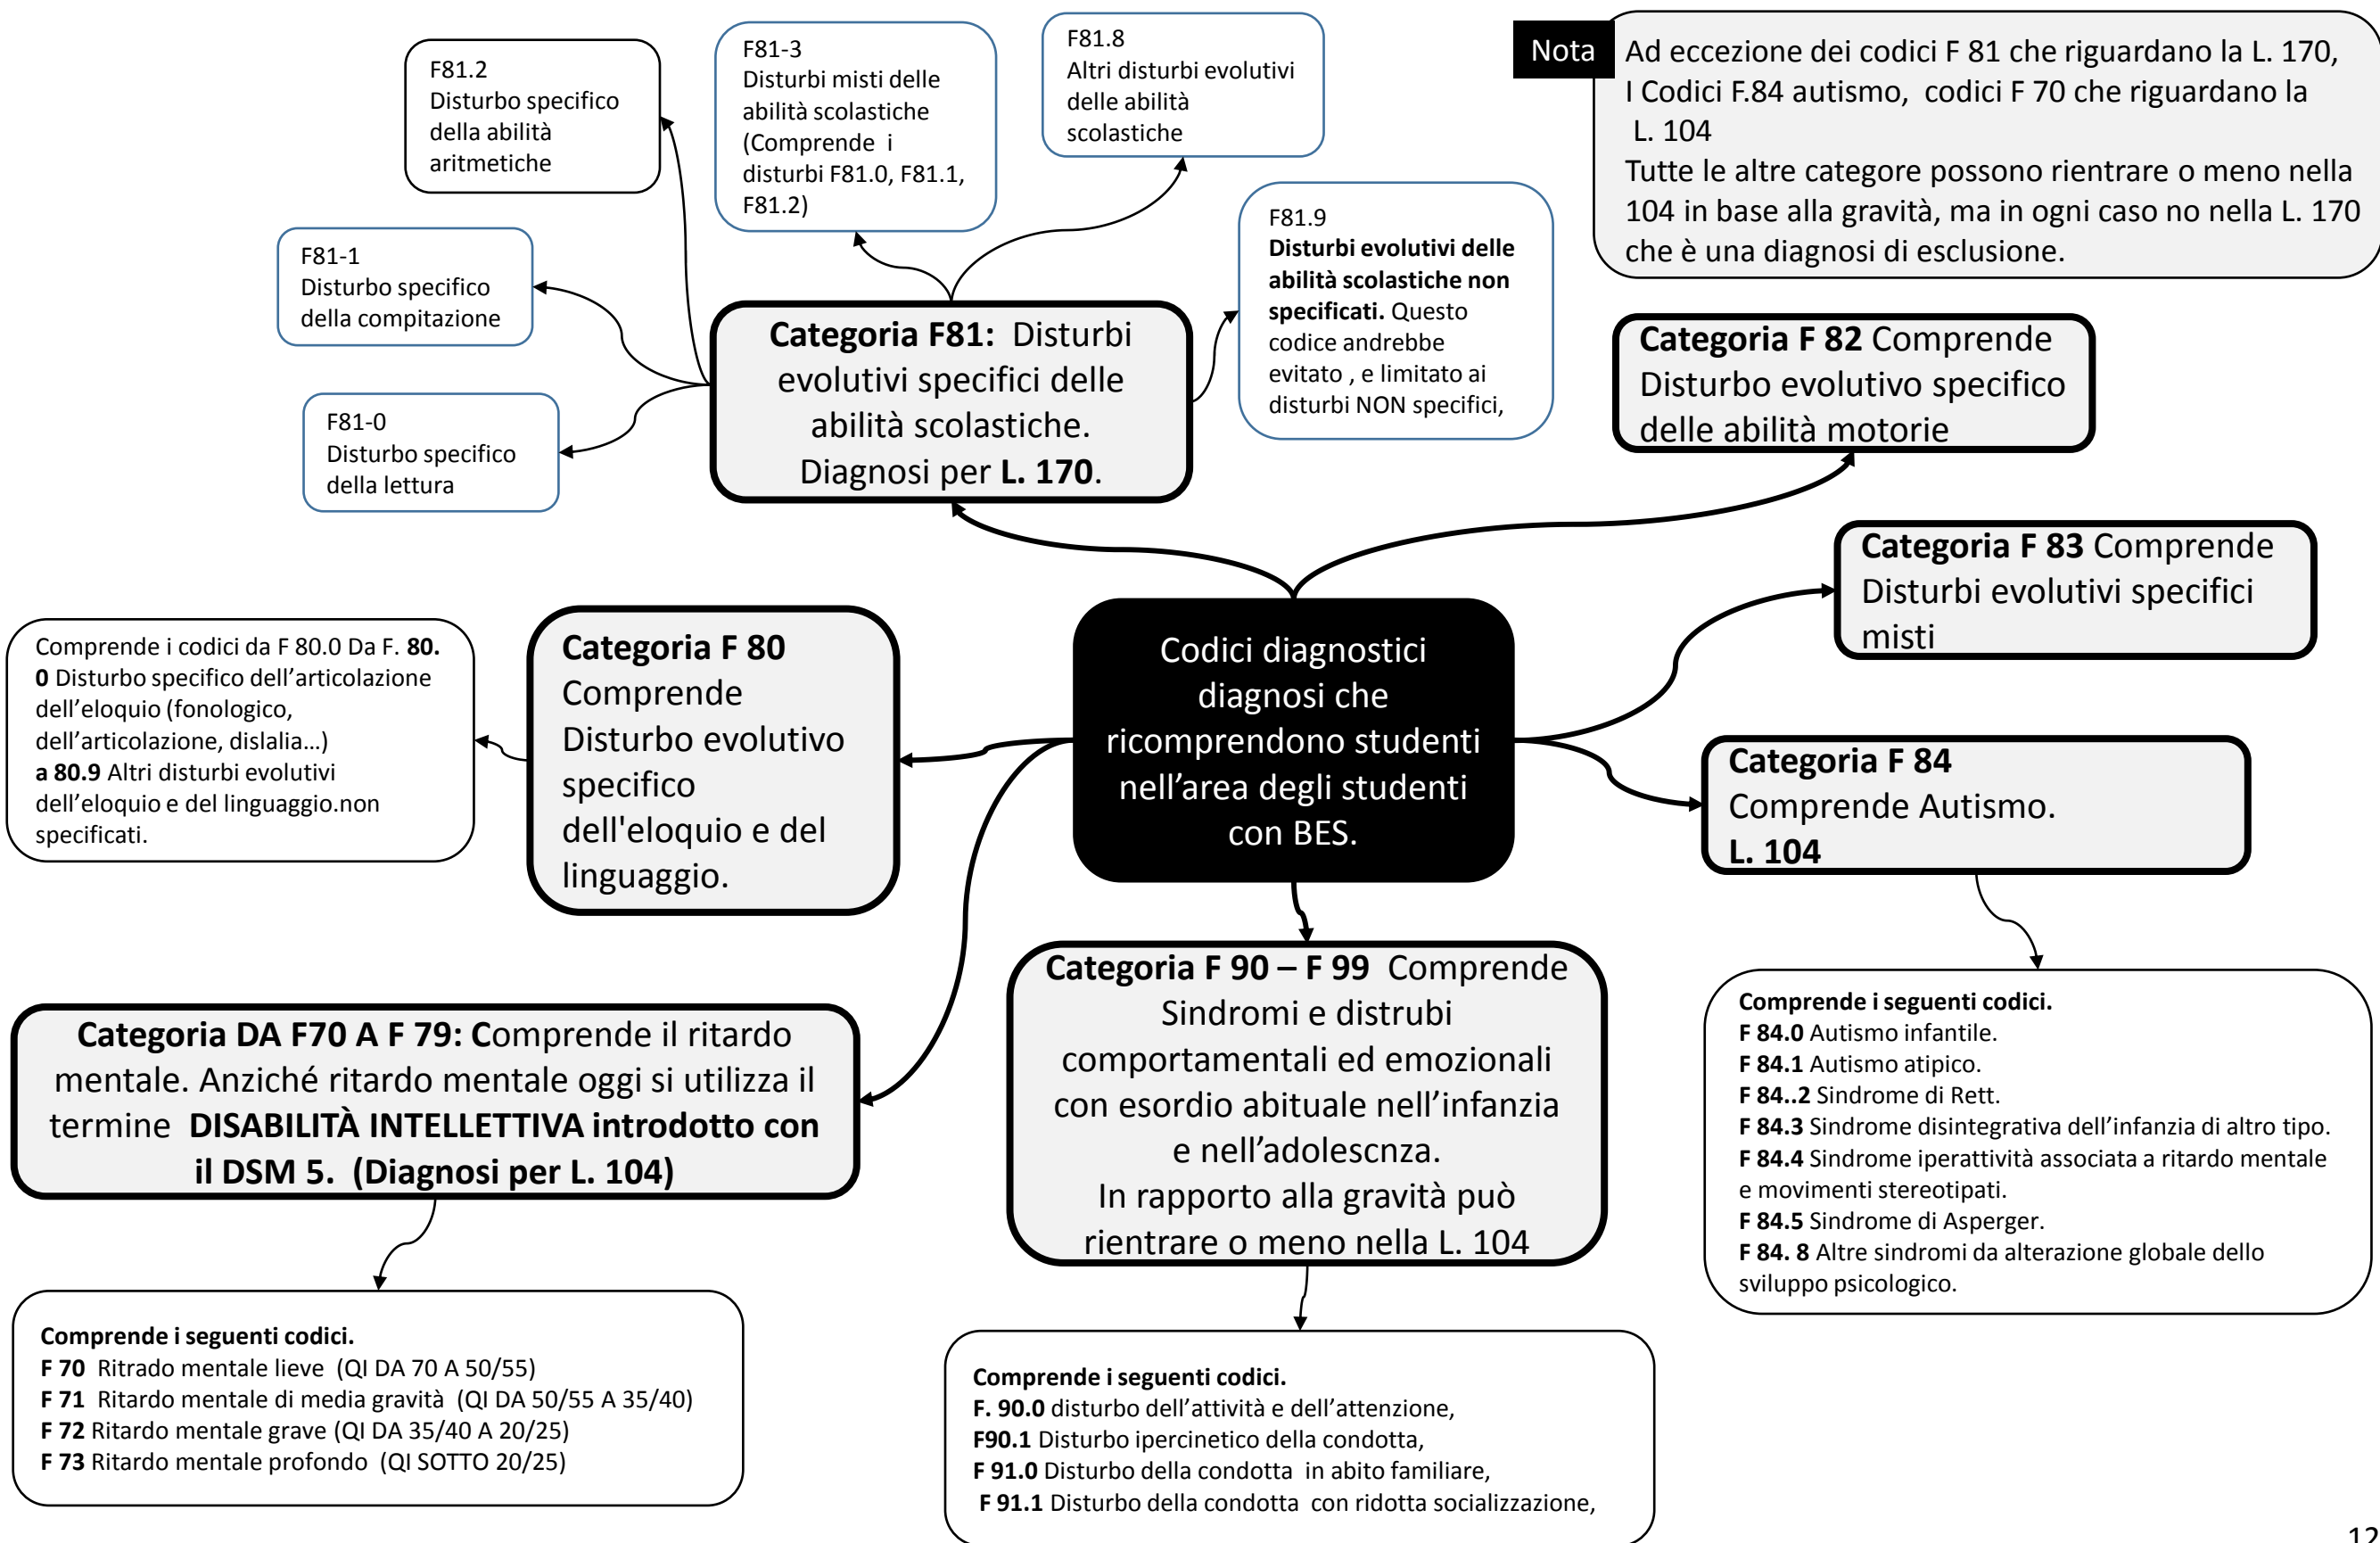 F81.2
Disturbo specifico
della abilità
aritmetiche
F81-3
Disturbi misti delle
abilità scolastiche
(Comprende i
disturbi F81.0, F81.1,
F81.2)
F81.8
Altri disturbi evolutivi
delle abilità
scolastiche
Nota
Ad eccezione dei codici F 81 che riguardano la L. 170,
I Codici F.84 autismo, codici F 70 che riguardano la
L. 104
Tutte le altre categore possono rientrare o meno nella
104 in base alla gravità, ma in ogni caso no nella L. 170
che è una diagnosi di esclusione.
F81-1
Disturbo specifico
della compitazione
F81.9
Disturbi evolutivi delle
abilità scolastiche non
specificati. Questo
codice andrebbe
evitato , e limitato ai
disturbi NON specifici,
F81-0
Disturbo specifico
della lettura
Categoria F81: Disturbi
evolutivi specifici delle
abilità scolastiche.
Diagnosi per L. 170.
Categoria F 82 Comprende
Disturbo evolutivo specifico
delle abilità motorie
Categoria F 83 Comprende
Disturbi evolutivi specifici
misti
Comprende i codici da F 80.0 Da F. 80.
0 Disturbo specifico dell’articolazione
dell’eloquio (fonologico,
dell’articolazione, dislalia…)
a 80.9 Altri disturbi evolutivi
dell’eloquio e del linguaggio.non
specificati.
Categoria F 80
Comprende
Disturbo evolutivo
specifico
dell'eloquio e del
linguaggio.
Codici diagnostici
diagnosi che
ricomprendono studenti
nell’area degli studenti
con BES.
Categoria F 84
Comprende Autismo.
L. 104
Categoria DA F70 A F 79: Comprende il ritardo
mentale. Anziché ritardo mentale oggi si utilizza il
termine DISABILITÀ INTELLETTIVA introdotto con
il DSM 5. (Diagnosi per L. 104)
Categoria F 90 – F 99 Comprende
Sindromi e distrubi
comportamentali ed emozionali
con esordio abituale nell’infanzia
e nell’adolescnza.
In rapporto alla gravità può
rientrare o meno nella L. 104
Comprende i seguenti codici.
F 84.0 Autismo infantile.
F 84.1 Autismo atipico.
F 84..2 Sindrome di Rett.
F 84.3 Sindrome disintegrativa dell’infanzia di altro tipo.
F 84.4 Sindrome iperattività associata a ritardo mentale
e movimenti stereotipati.
F 84.5 Sindrome di Asperger.
F 84. 8 Altre sindromi da alterazione globale dello
sviluppo psicologico.
Comprende i seguenti codici.
F 70 Ritrado mentale lieve (QI DA 70 A 50/55)
F 71 Ritardo mentale di media gravità (QI DA 50/55 A 35/40)
F 72 Ritardo mentale grave (QI DA 35/40 A 20/25)
F 73 Ritardo mentale profondo (QI SOTTO 20/25)
Comprende i seguenti codici.
F. 90.0 disturbo dell’attività e dell’attenzione,
F90.1 Disturbo ipercinetico della condotta,
F 91.0 Disturbo della condotta in abito familiare,
F 91.1 Disturbo della condotta con ridotta socializzazione,
12